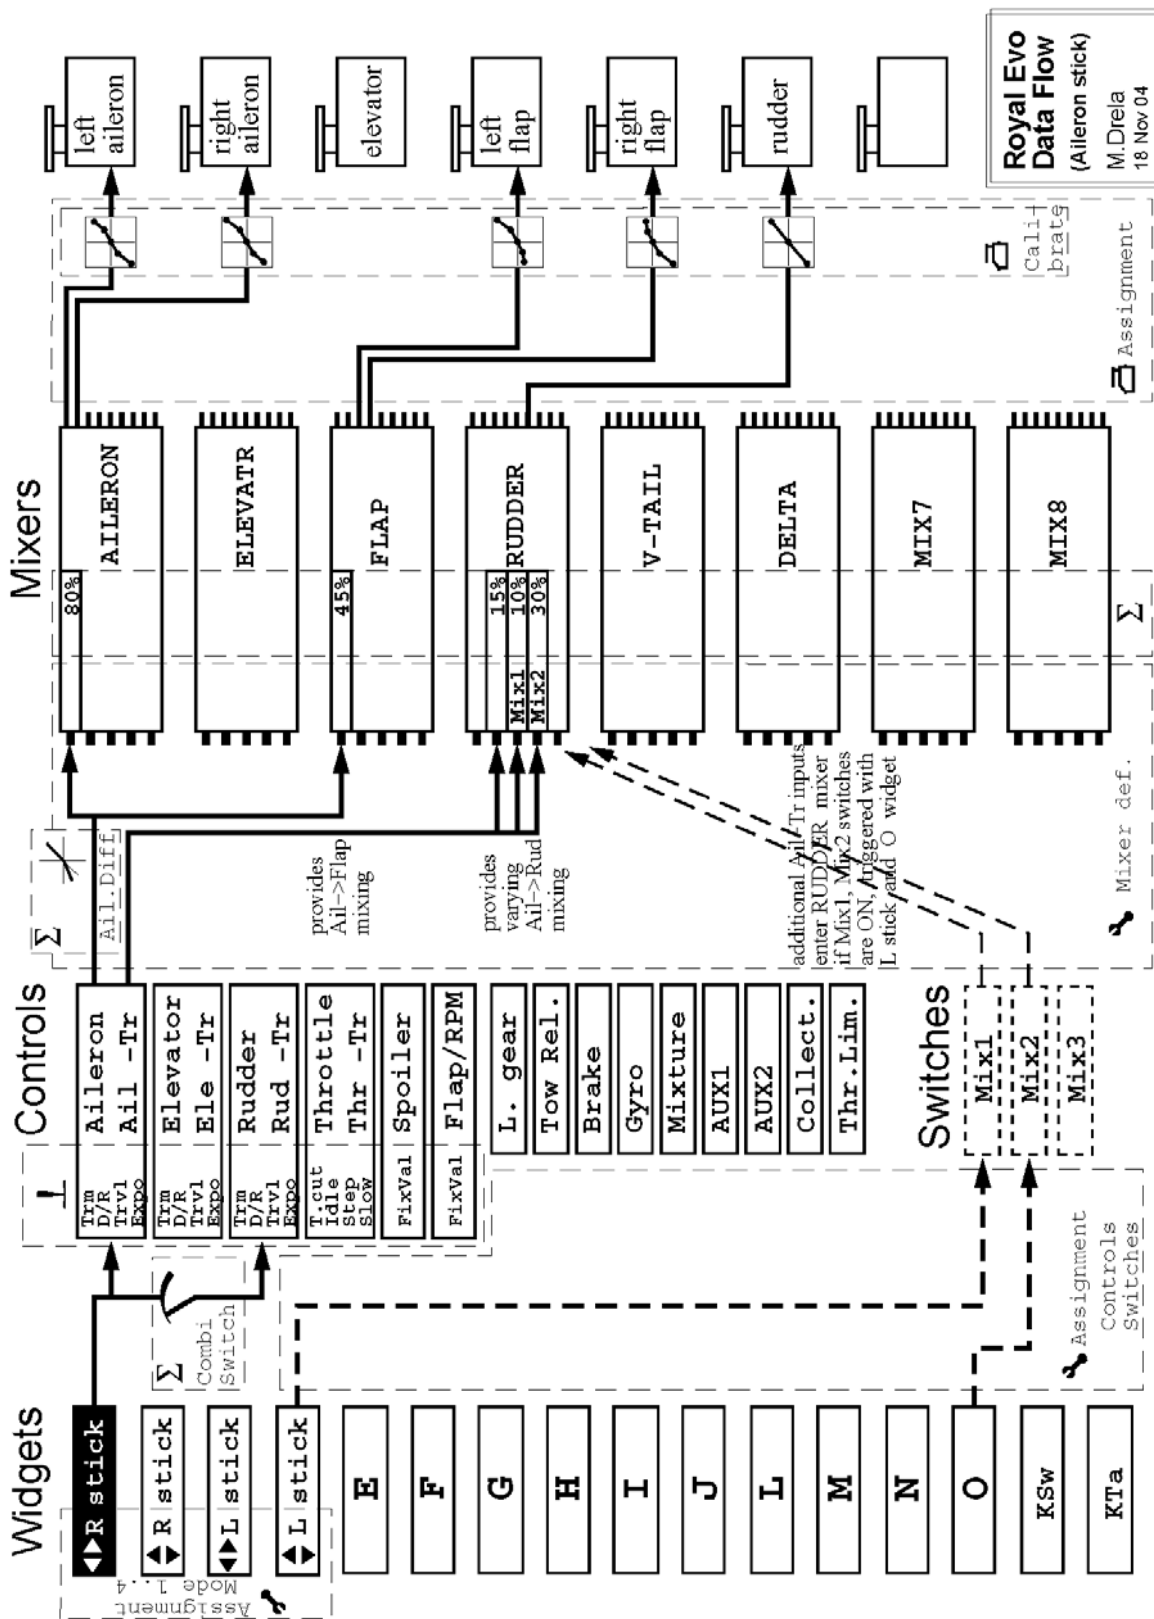 Widgets
R stick
R stick
L stick
L stick
E
F
G
H
I
J
L
M
N
O
KSw
KTa
Assignment
Mode 1..4
Σ
Combi
Switch
Assignment
Controls
Switches
Controls
Trm
D/R
Trvl
Expo
Aileron
Ail -Tr
Trm
D/R
Trvl
Expo
Elevator
Ele -Tr
Trm
D/R
Trvl
Expo
Rudder
Rud -Tr
T.cut
Idle
Step
Slow
Throttle
Thr -Tr
FixVal Spoiler
FixVal Flap/RPM
L. gear
Tow Rel.
Brake
Gyro
Mixture
AUX1
AUX2
Collect.
Thr.Lim.
Switches
Mix1
Mix2
Mix3
Σ
Ail.Diff
provides
Ail->Flap
mixing
provides
varying
Ail->Rud
mixing
additional Ail-Tr inputs
enter RUDDER mixer
if Mix1, Mix2 switches
are ON, triggered with
L stick and O widget
Mixer def.
Mixers
80%
AILERON
ELEVATR
45%
FLAP
15%
Mix1 10%
Mix2 30%
RUDDER
V-TAIL
DELTA
MIX7
MIX8
Σ
Cali-
brate
Assignment
left
aileron
right
aileron
elevator
left
flap
right
flap
rudder
Royal Evo
Data Flow
(Aileron stick)
M.Drela
18 Nov 04